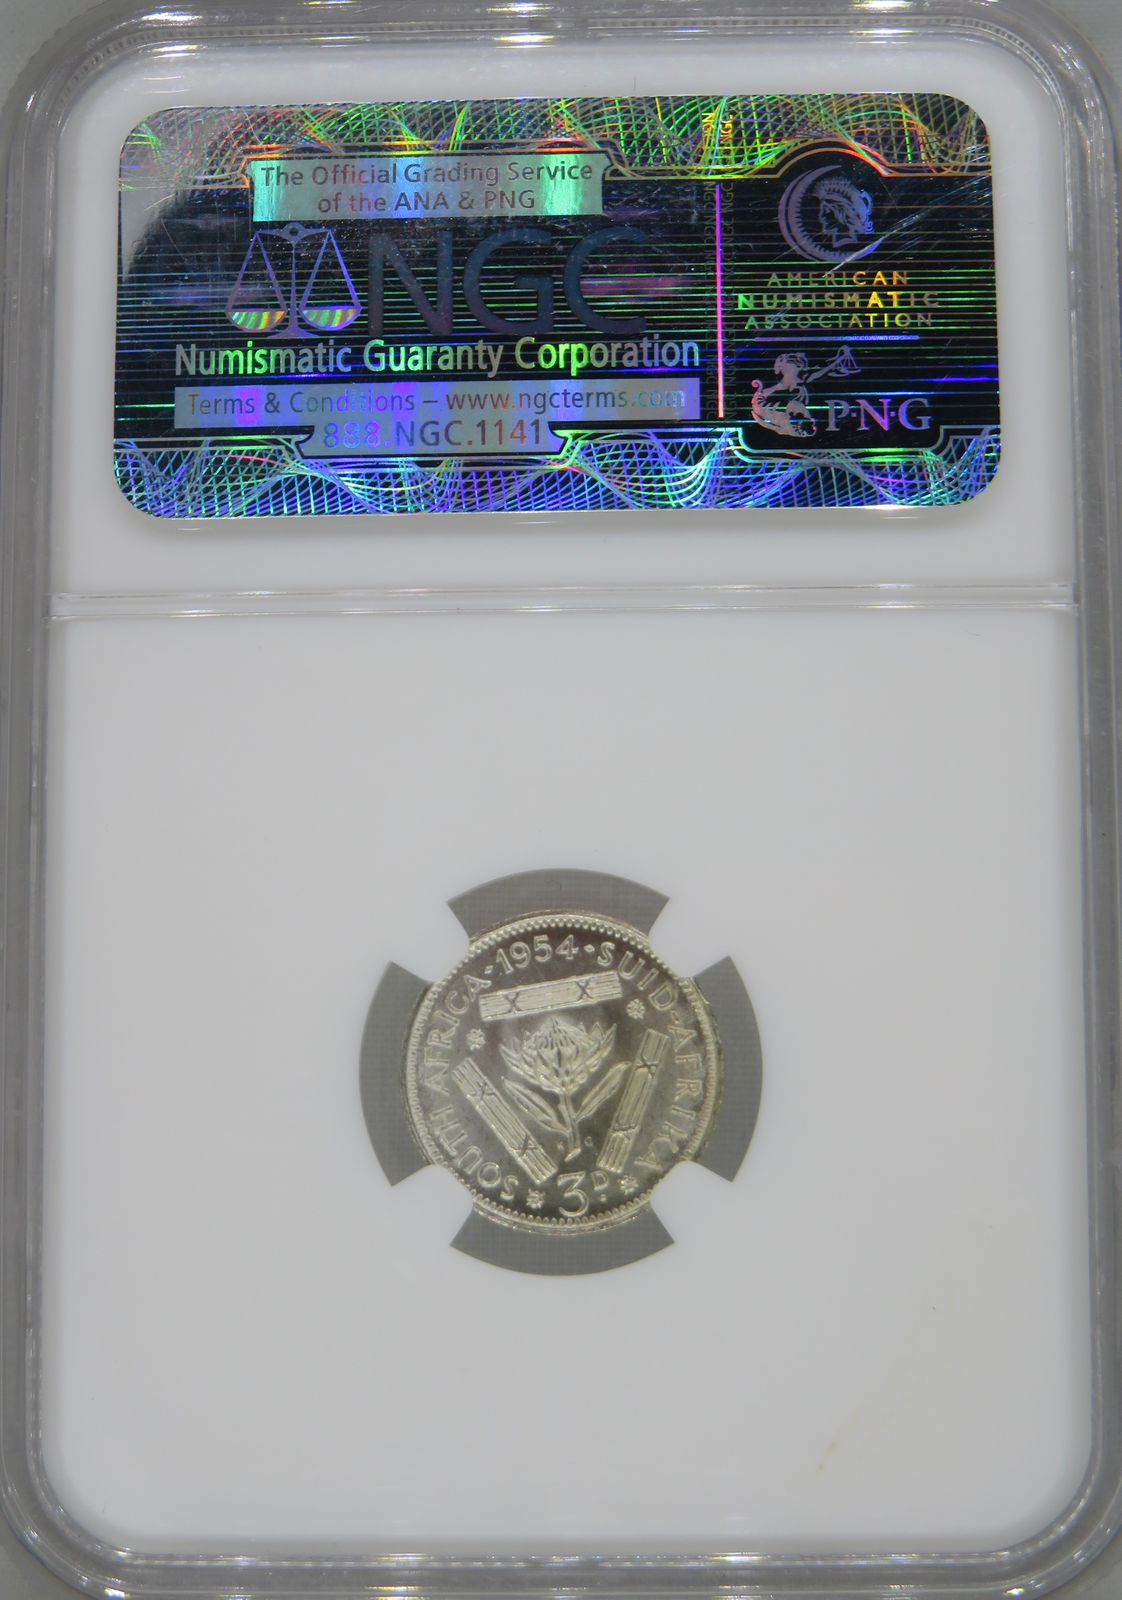 The Official Grading Service
of the ANA & PNG
NGC
Numismatic Guaranty Corporation
Terms & Conditions – www.ngcterms.com
888.NGC.1141
AMERICAN
NUMISMATIC
ASSOCIATION
P·N·G
SOUTH AFRICA · 1954 · SUID-AFRIKA
3D.
K G